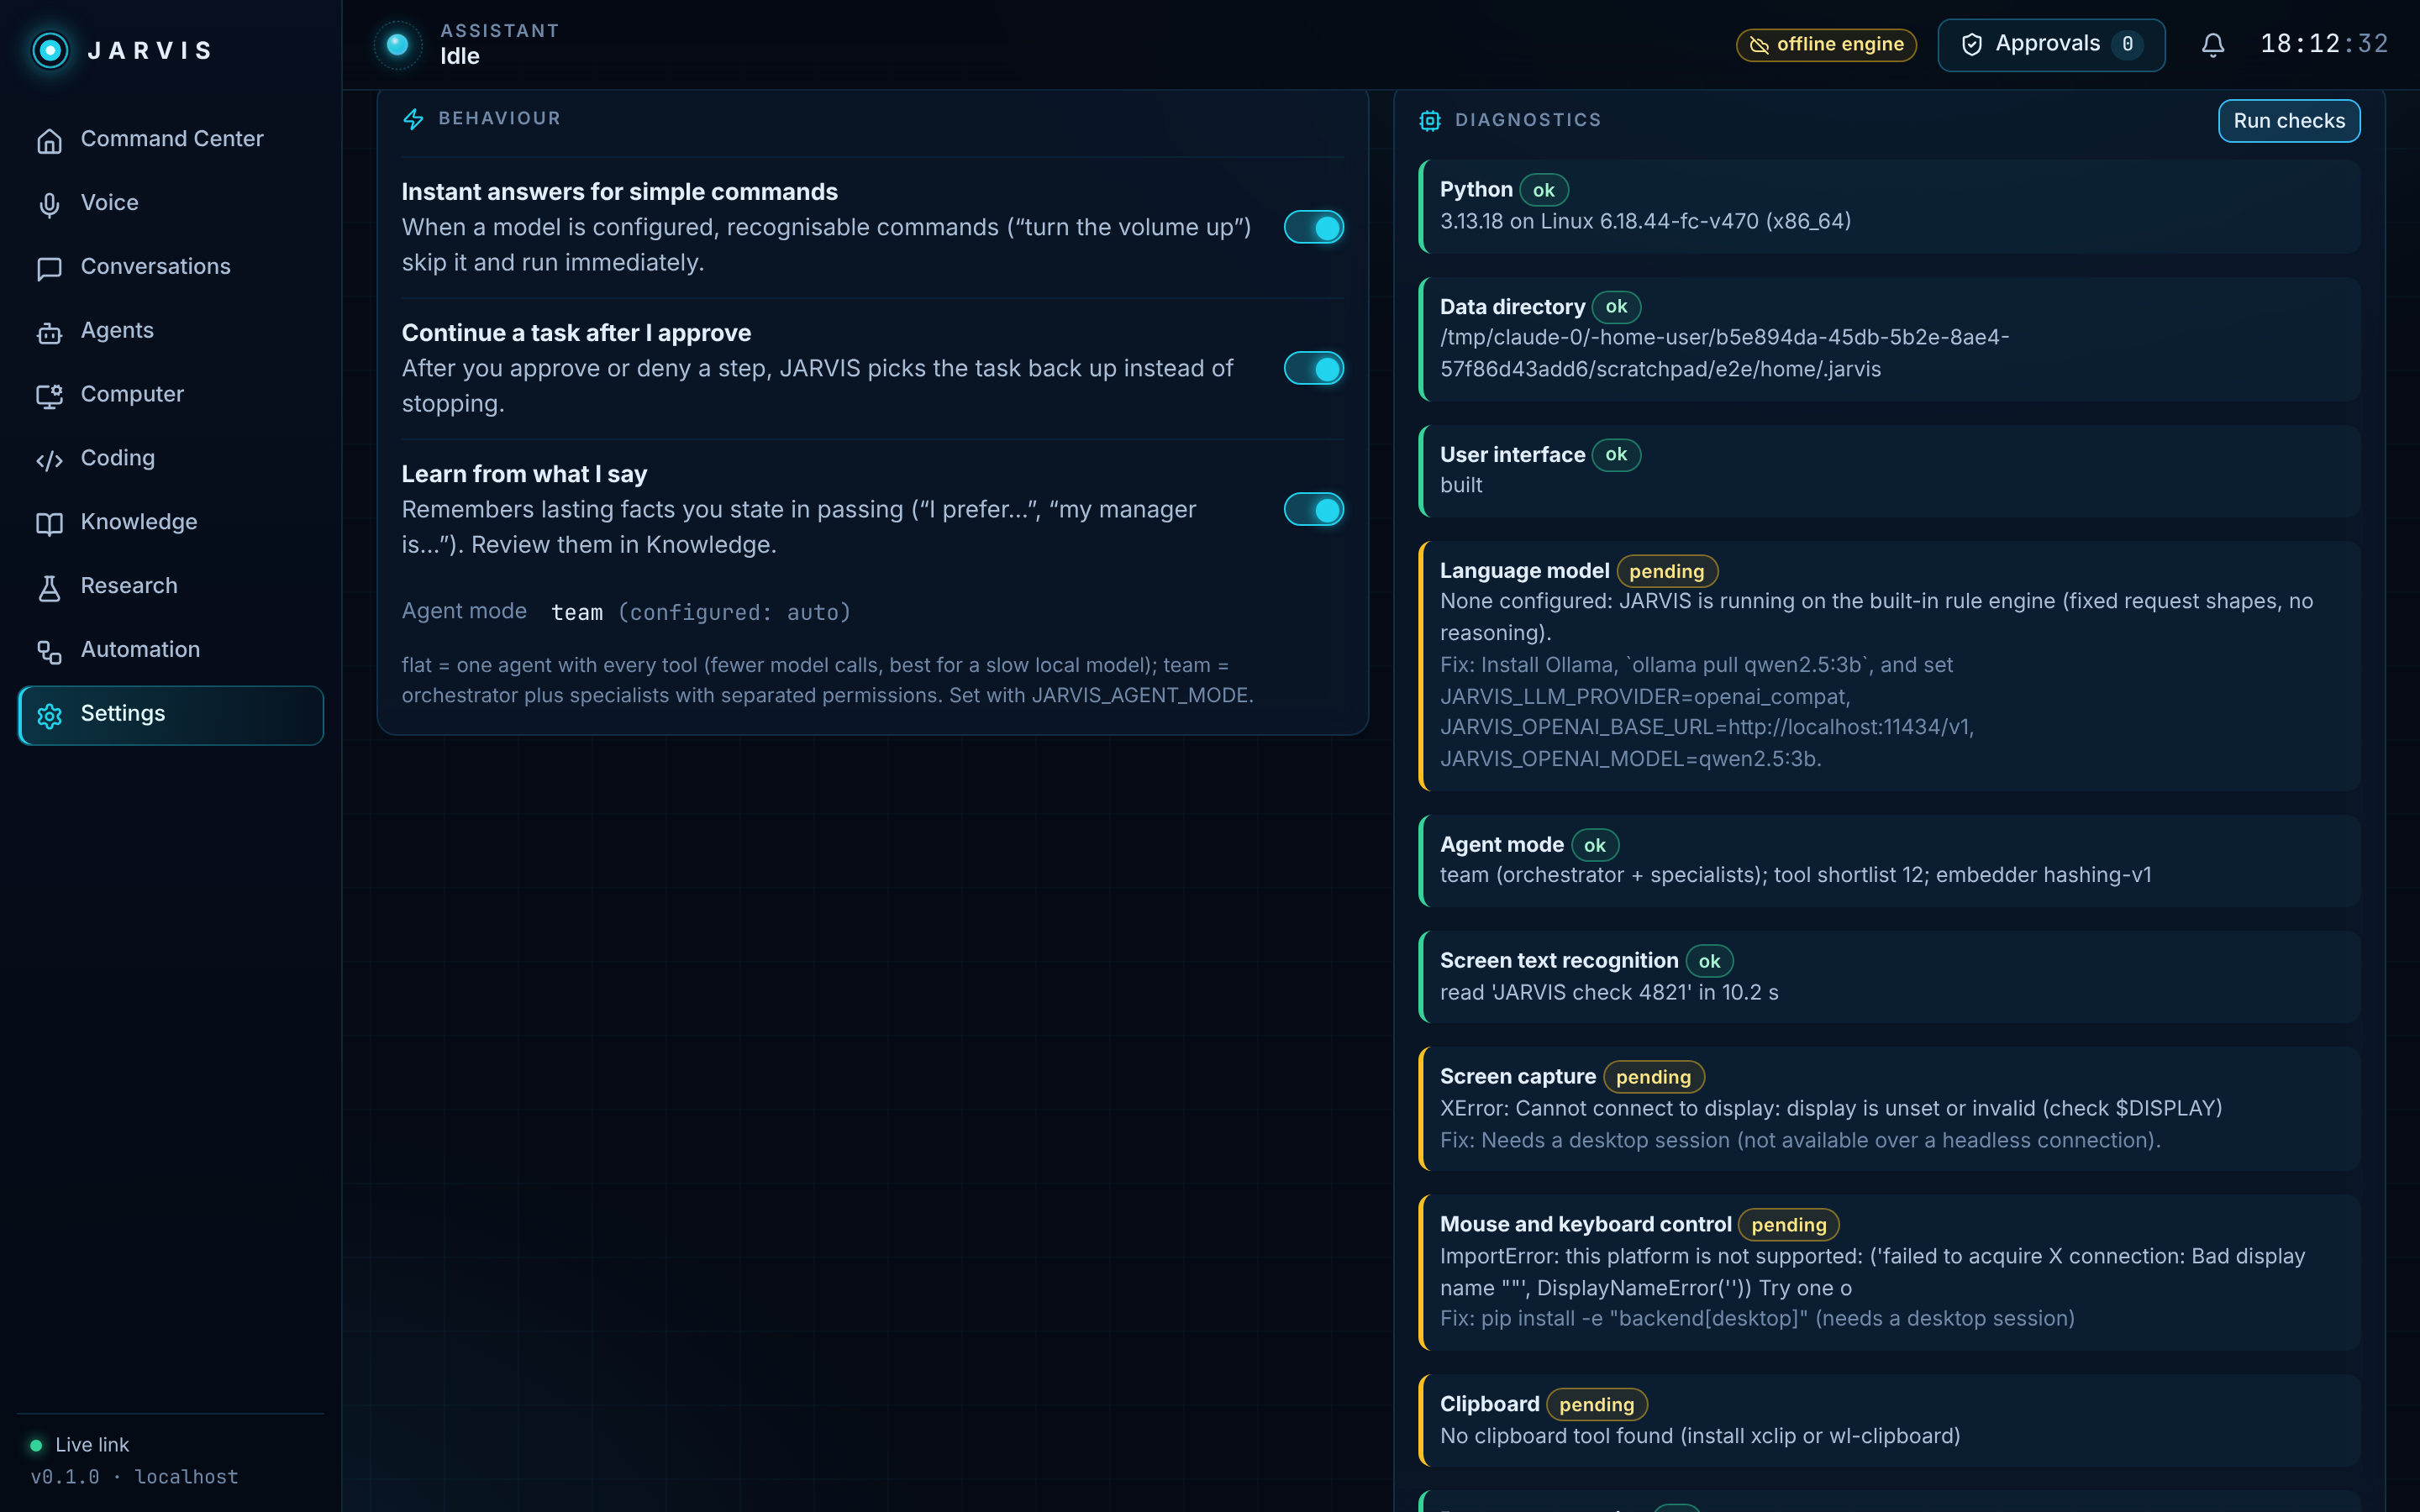 JARVIS
Command Center
Voice
Conversations
Agents
Computer
Coding
Knowledge
Research
Automation
Settings
Live link
v0.1.0 · localhost
ASSISTANT
Idle
offline engine
Approvals 0
18:12:32
BEHAVIOUR
Instant answers for simple commands
When a model is configured, recognisable commands (“turn the volume up”)
skip it and run immediately.
Continue a task after I approve
After you approve or deny a step, JARVIS picks the task back up instead of
stopping.
Learn from what I say
Remembers lasting facts you state in passing (“I prefer…”, “my manager
is…”). Review them in Knowledge.
Agent mode team (configured: auto)
flat = one agent with every tool (fewer model calls, best for a slow local model); team =
orchestrator plus specialists with separated permissions. Set with JARVIS_AGENT_MODE.
DIAGNOSTICS
Run checks
Python ok
3.13.18 on Linux 6.18.44-fc-v470 (x86_64)
Data directory ok
/tmp/claude-0/-home-user/b5e894da-45db-5b2e-8ae4-
57f86d43add6/scratchpad/e2e/home/.jarvis
User interface ok
built
Language model pending
None configured: JARVIS is running on the built-in rule engine (fixed request shapes, no
reasoning).
Fix: Install Ollama, `ollama pull qwen2.5:3b`, and set
JARVIS_LLM_PROVIDER=openai_compat,
JARVIS_OPENAI_BASE_URL=http://localhost:11434/v1,
JARVIS_OPENAI_MODEL=qwen2.5:3b.
Agent mode ok
team (orchestrator + specialists); tool shortlist 12; embedder hashing-v1
Screen text recognition ok
read 'JARVIS check 4821' in 10.2 s
Screen capture pending
XError: Cannot connect to display: display is unset or invalid (check $DISPLAY)
Fix: Needs a desktop session (not available over a headless connection).
Mouse and keyboard control pending
ImportError: this platform is not supported: ('failed to acquire X connection: Bad display
name ""', DisplayNameError('')) Try one o
Fix: pip install -e "backend[desktop]" (needs a desktop session)
Clipboard pending
No clipboard tool found (install xclip or wl-clipboard)